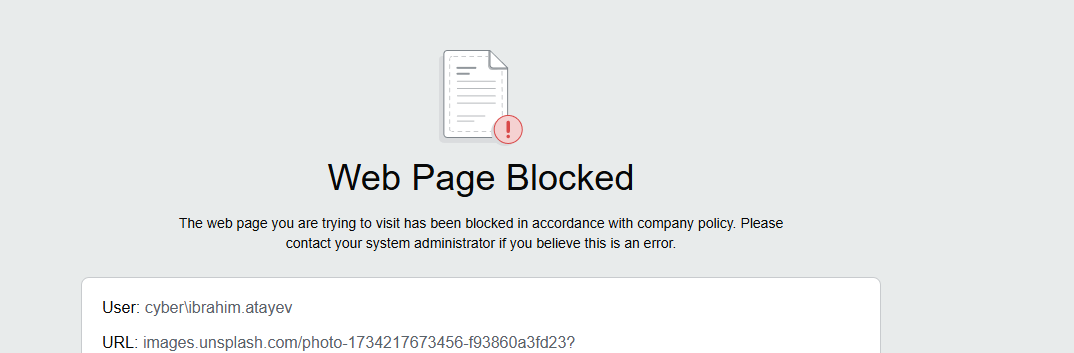 Web Page Blocked
The web page you are trying to visit has been blocked in accordance with company policy. Please
contact your system administrator if you believe this is an error.
User: cyber\ibrahim.atayev
URL: images.unsplash.com/photo-1734217673456-f93860a3fd23?